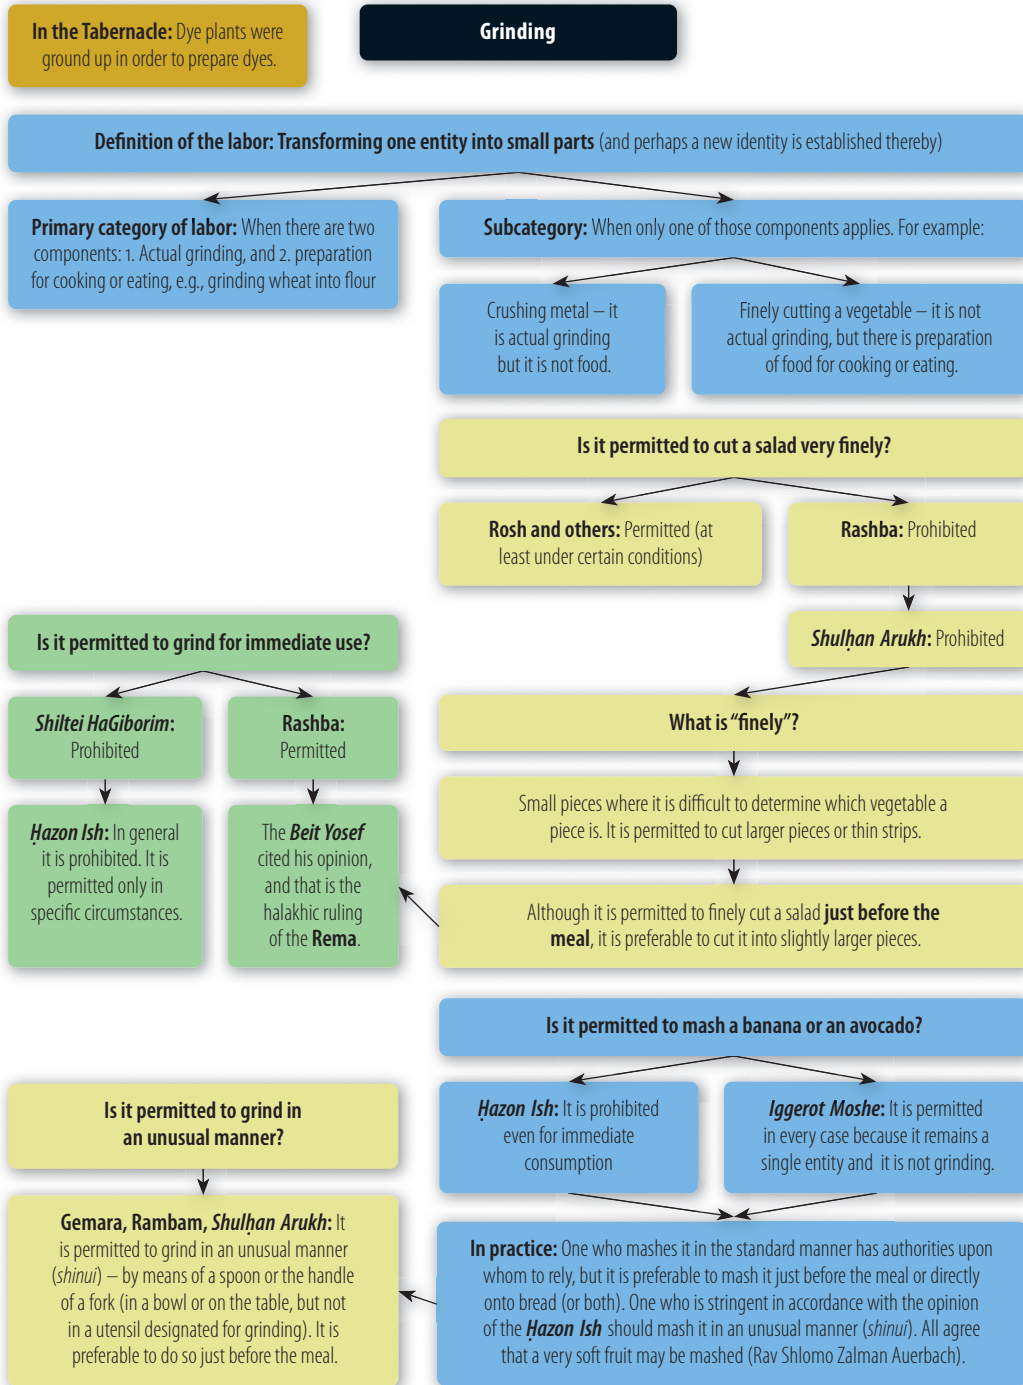 In the Tabernacle: Dye plants were
ground up in order to prepare dyes.
Grinding
Definition of the labor: Transforming one entity into small parts (and perhaps a new identity is established thereby)
Primary category of labor: When there are two
components: 1. Actual grinding, and 2. preparation
for cooking or eating, e.g., grinding wheat into flour
Subcategory: When only one of those components applies. For example:
Crushing metal – it
is actual grinding
but it is not food.
Finely cutting a vegetable – it is not
actual grinding, but there is preparation
of food for cooking or eating.
Is it permitted to cut a salad very finely?
Rosh and others: Permitted (at
least under certain conditions)
Rashba: Prohibited
Shulḥan Arukh: Prohibited
What is “finely”?
Small pieces where it is difficult to determine which vegetable a
piece is. It is permitted to cut larger pieces or thin strips.
Although it is permitted to finely cut a salad just before the
meal, it is preferable to cut it into slightly larger pieces.
Is it permitted to grind for immediate use?
Shiltei HaGiborim:
Prohibited
Rashba:
Permitted
Ḥazon Ish: In general
it is prohibited. It is
permitted only in
specific circumstances.
The Beit Yosef
cited his opinion,
and that is the
halakhic ruling
of the Rema.
Is it permitted to mash a banana or an avocado?
Ḥazon Ish: It is prohibited
even for immediate
consumption
Iggerot Moshe: It is permitted
in every case because it remains a
single entity and it is not grinding.
In practice: One who mashes it in the standard manner has authorities upon
whom to rely, but it is preferable to mash it just before the meal or directly
onto bread (or both). One who is stringent in accordance with the opinion
of the Ḥazon Ish should mash it in an unusual manner (shinui). All agree
that a very soft fruit may be mashed (Rav Shlomo Zalman Auerbach).
Is it permitted to grind in
an unusual manner?
Gemara, Rambam, Shulḥan Arukh: It
is permitted to grind in an unusual manner
(shinui) – by means of a spoon or the handle
of a fork (in a bowl or on the table, but not
in a utensil designated for grinding). It is
preferable to do so just before the meal.